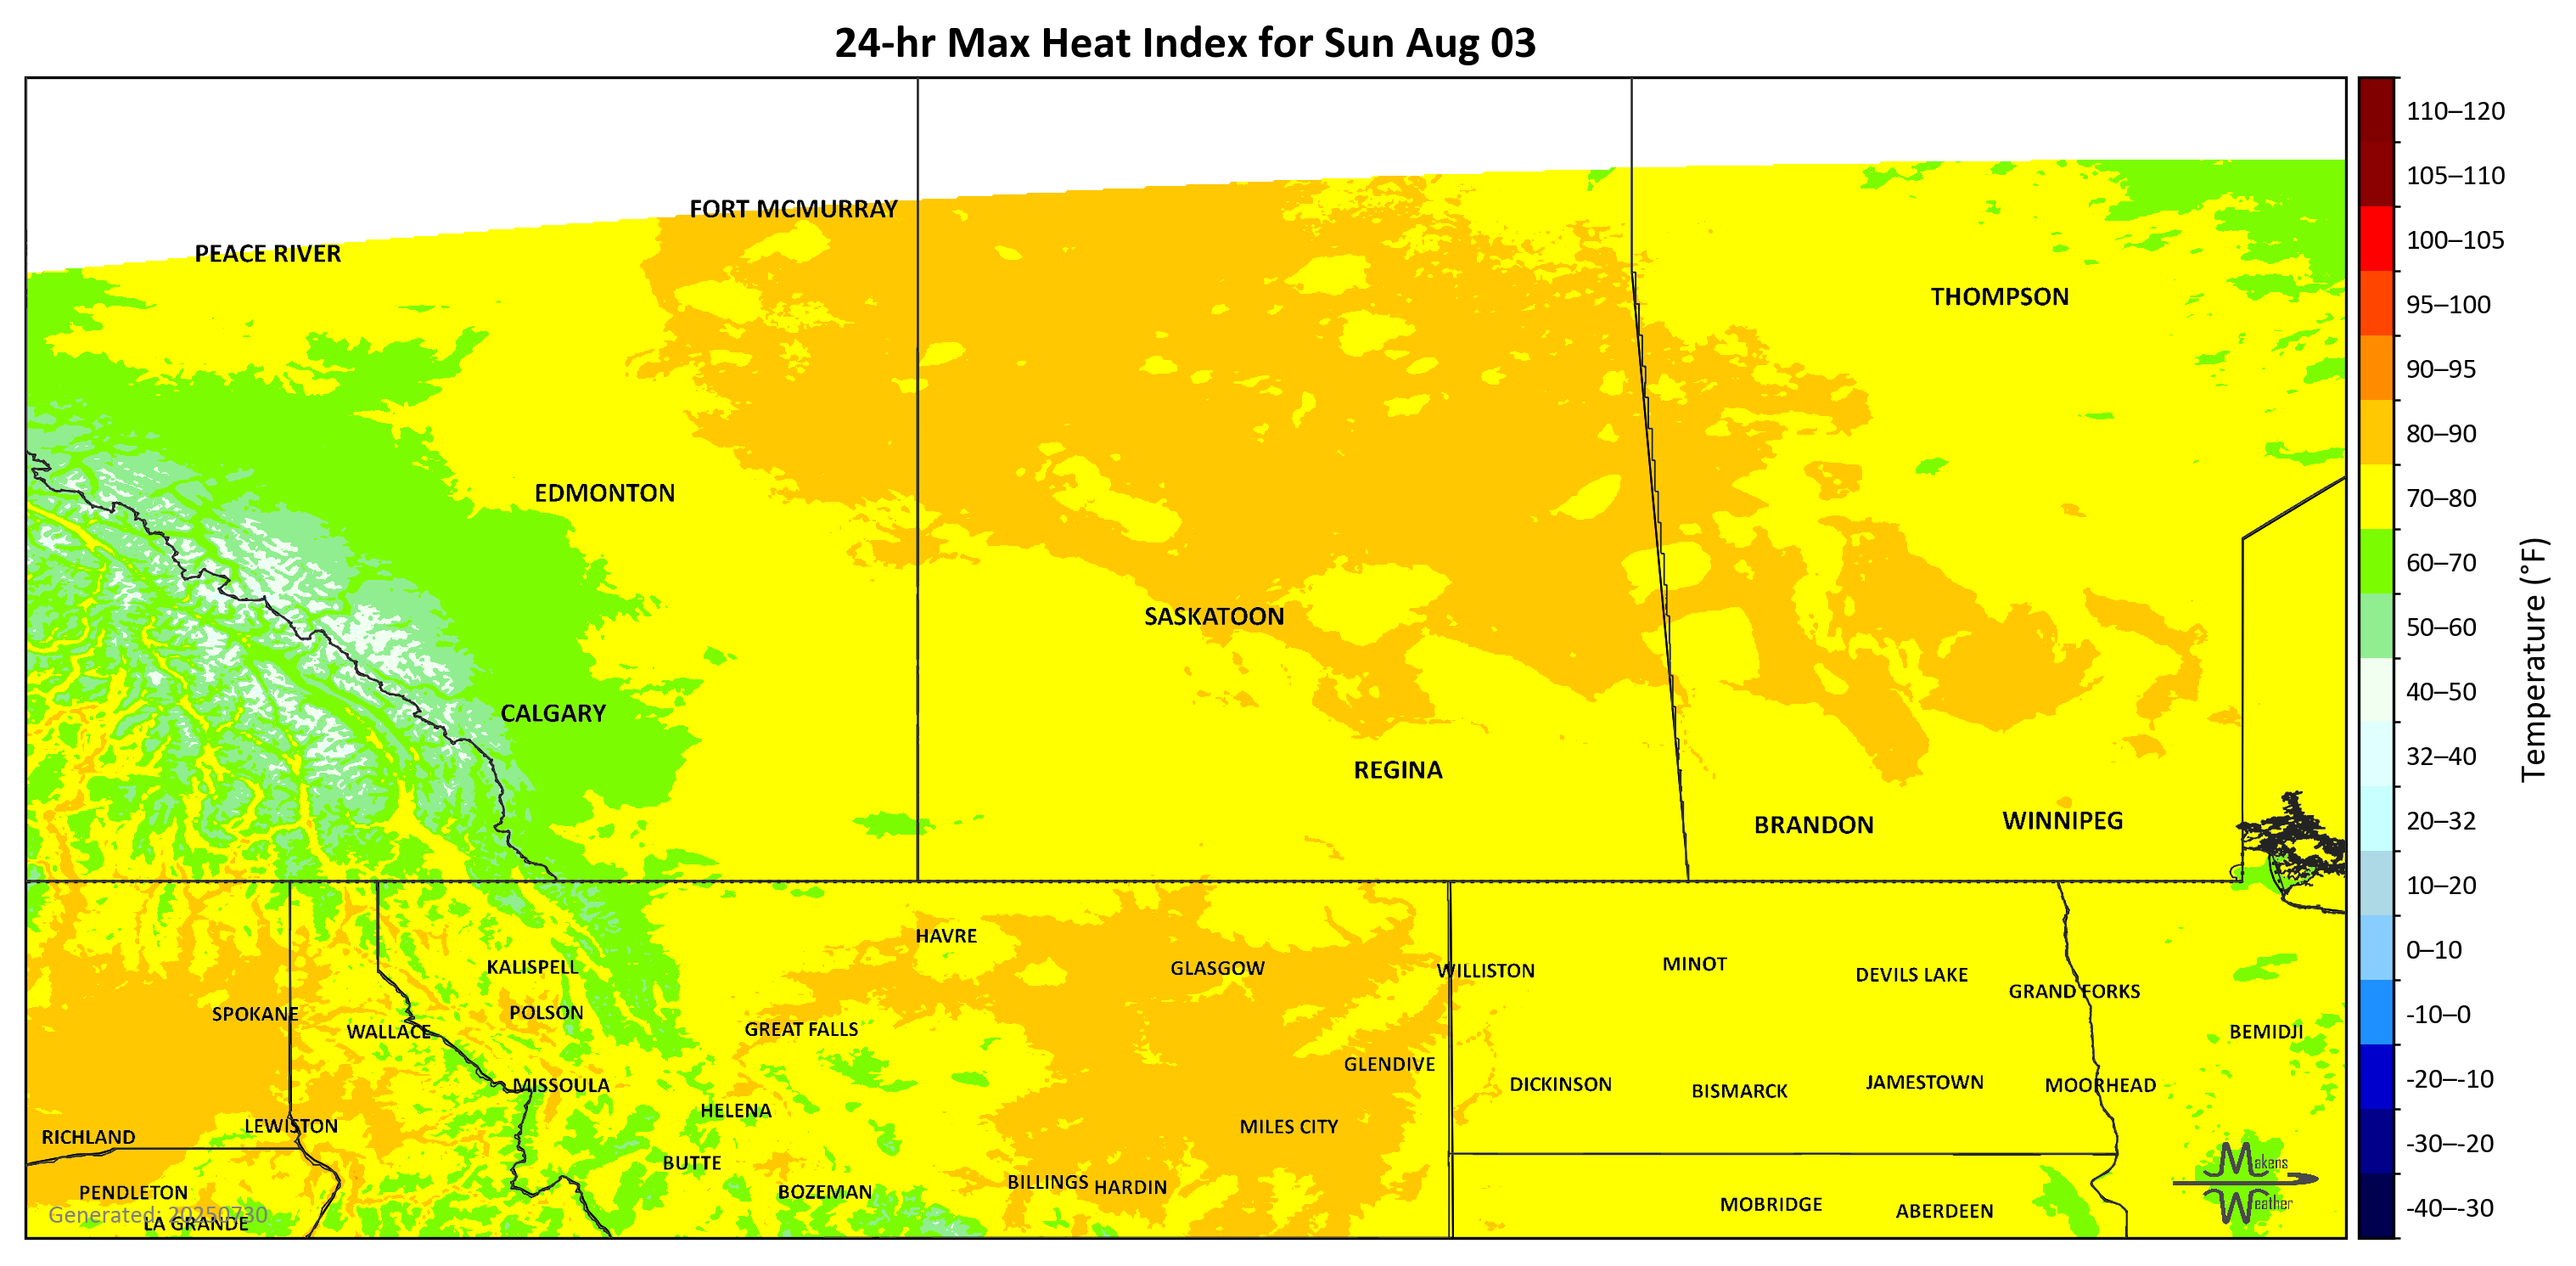 24-hr Max Heat Index for Sun Aug 03
FORT MCMURRAY
PEACE RIVER
THOMPSON
EDMONTON
SASKATOON
CALGARY
REGINA
BRANDON
WINNIPEG
HAVRE
KALISPELL
GLASGOW
WILLISTON
MINOT
DEVILS LAKE
GRAND FORKS
SPOKANE
POLSON
WALLACE
GREAT FALLS
BEMIDJI
GLENDIVE
MISSOULA
DICKINSON
BISMARCK
JAMESTOWN
MOORHEAD
HELENA
LEWISTON
MILES CITY
RICHLAND
BUTTE
BILLINGS
HARDIN
PENDLETON
BOZEMAN
MOBRIDGE
ABERDEEN
Generated: 20250730
LA GRANDE
Makens
Weather
110–120
105–110
100–105
95–100
90–95
80–90
70–80
60–70
50–60
40–50
32–40
20–32
10–20
0–10
-10–0
-20–-10
-30–-20
-40–-30
Temperature (°F)